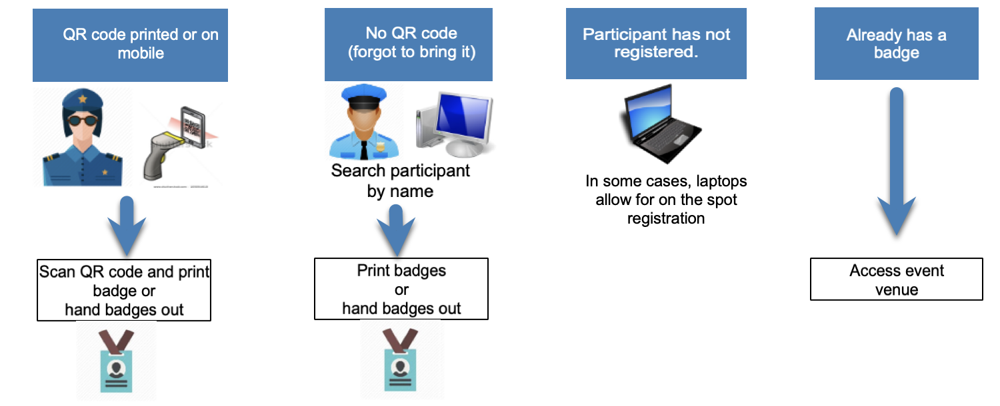 QR code printed or on
mobile
No QR code
(forgot to bring it)
Participant has not
registered.
Already has a
badge
Search participant
by name
In some cases, laptops
allow for on the spot
registration
Scan QR code and print
badge or
hand badges out
Print badges
or
hand badges out
Access event
venue